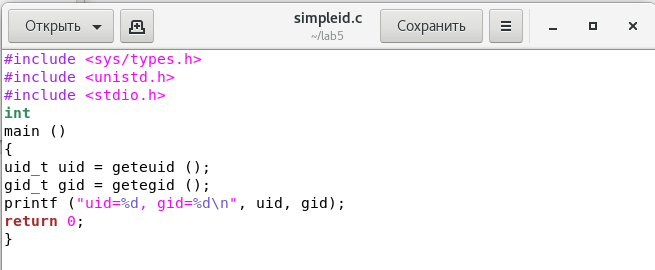 Открыть
simpleid.c
~/lab5
Сохранить
#include <sys/types.h>
#include <unistd.h>
#include <stdio.h>
int
main ()
{
uid_t uid = geteuid ();
gid_t gid = getegid ();
printf ("uid=%d, gid=%d\n", uid, gid);
return 0;
}